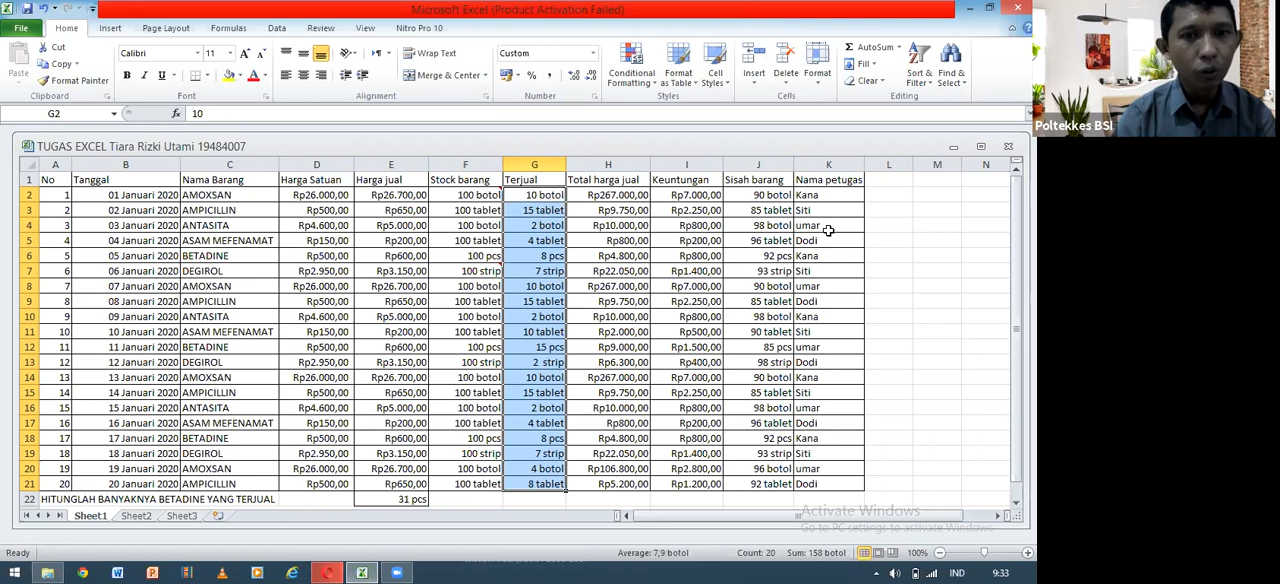 Microsoft Excel (Product Activation Failed)
File Home Insert Page Layout Formulas Data Review View Nitro Pro 10
Cut
Copy
Format Painter
Paste
Clipboard
Calibri 11
B I U
Font
Wrap Text
Merge & Center
Alignment
Custom
Number
Conditional Formatting
Format as Table
Cell Styles
Styles
Insert Delete Format
Cells
AutoSum
Fill
Clear
Sort & Filter
Find & Select
Editing
Poltekkes BSI
G2 fx 10
TUGAS EXCEL Tiara Rizki Utami 19484007
A B C D E F G H I J K L M N
1 No Tanggal Nama Barang Harga Satuan Harga jual Stock barang Terjual Total harga jual Keuntungan Sisah barang Nama petugas
2 1 01 Januari 2020 AMOXSAN Rp26.000,00 Rp26.700,00 100 botol 10 botol Rp267.000,00 Rp7.000,00 90 botol Kana
3 2 02 Januari 2020 AMPICILLIN Rp500,00 Rp650,00 100 tablet 15 tablet Rp9.750,00 Rp2.250,00 85 tablet Siti
4 3 03 Januari 2020 ANTASITA Rp4.600,00 Rp5.000,00 100 botol 2 botol Rp10.000,00 Rp800,00 98 botol umar
5 4 04 Januari 2020 ASAM MEFENAMAT Rp150,00 Rp200,00 100 tablet 4 tablet Rp800,00 Rp200,00 96 tablet Dodi
6 5 05 Januari 2020 BETADINE Rp500,00 Rp600,00 100 pcs 8 pcs Rp4.800,00 Rp800,00 92 pcs Kana
7 6 06 Januari 2020 DEGIROL Rp2.950,00 Rp3.150,00 100 strip 7 strip Rp22.050,00 Rp1.400,00 93 strip Siti
8 7 07 Januari 2020 AMOXSAN Rp26.000,00 Rp26.700,00 100 botol 10 botol Rp267.000,00 Rp7.000,00 90 botol umar
9 8 08 Januari 2020 AMPICILLIN Rp500,00 Rp650,00 100 tablet 15 tablet Rp9.750,00 Rp2.250,00 85 tablet Dodi
10 9 09 Januari 2020 ANTASITA Rp4.600,00 Rp5.000,00 100 botol 2 botol Rp10.000,00 Rp800,00 98 botol Kana
11 10 10 Januari 2020 ASAM MEFENAMAT Rp150,00 Rp200,00 100 tablet 10 tablet Rp2.000,00 Rp500,00 90 tablet Siti
12 11 11 Januari 2020 BETADINE Rp500,00 Rp600,00 100 pcs 15 pcs Rp9.000,00 Rp1.500,00 85 pcs umar
13 12 12 Januari 2020 DEGIROL Rp2.950,00 Rp3.150,00 100 strip 2 strip Rp6.300,00 Rp400,00 98 strip Dodi
14 13 13 Januari 2020 AMOXSAN Rp26.000,00 Rp26.700,00 100 botol 10 botol Rp267.000,00 Rp7.000,00 90 botol Kana
15 14 14 Januari 2020 AMPICILLIN Rp500,00 Rp650,00 100 tablet 15 tablet Rp9.750,00 Rp2.250,00 85 tablet Siti
16 15 15 Januari 2020 ANTASITA Rp4.600,00 Rp5.000,00 100 botol 2 botol Rp10.000,00 Rp800,00 98 botol umar
17 16 16 Januari 2020 ASAM MEFENAMAT Rp150,00 Rp200,00 100 tablet 4 tablet Rp800,00 Rp200,00 96 tablet Dodi
18 17 17 Januari 2020 BETADINE Rp500,00 Rp600,00 100 pcs 8 pcs Rp4.800,00 Rp800,00 92 pcs Kana
19 18 18 Januari 2020 DEGIROL Rp2.950,00 Rp3.150,00 100 strip 7 strip Rp22.050,00 Rp1.400,00 93 strip Siti
20 19 19 Januari 2020 AMOXSAN Rp26.000,00 Rp26.700,00 100 botol 4 botol Rp106.800,00 Rp2.800,00 96 botol umar
21 20 20 Januari 2020 AMPICILLIN Rp500,00 Rp650,00 100 tablet 8 tablet Rp5.200,00 Rp1.200,00 92 tablet Dodi
22 HITUNGLAH BANYAKNYA BETADINE YANG TERJUAL 31 pcs
Activate Windows
Go to PC settings to activate Windows.
Sheet1 Sheet2 Sheet3
Ready Average: 7,9 botol Count: 20 Sum: 158 botol 100%
IND 9:33